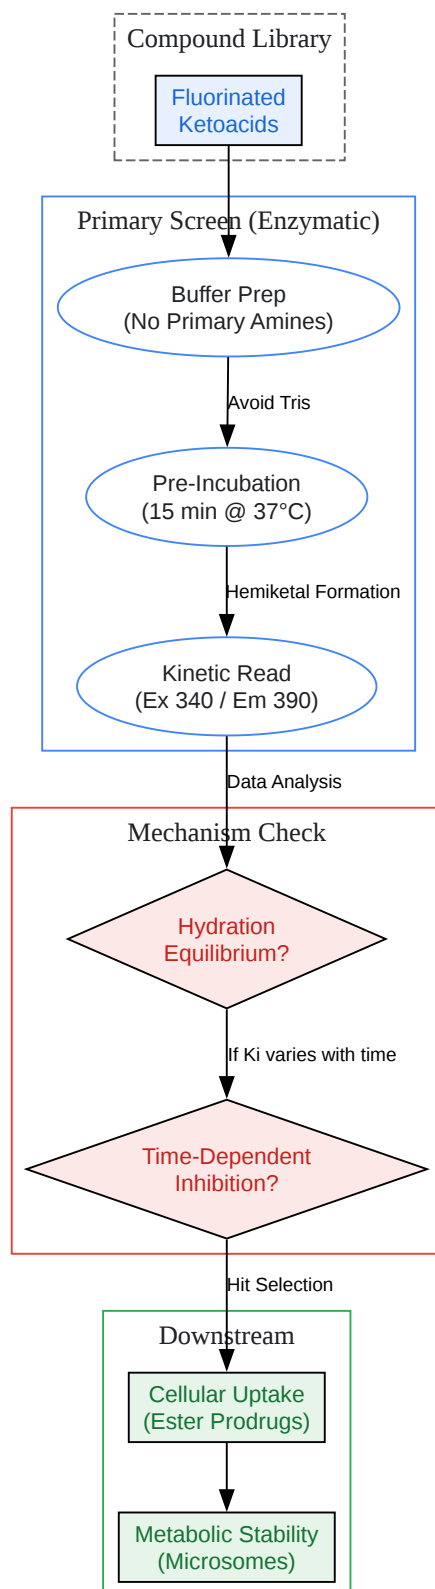 Compound Library
Fluorinated
Ketoacids
Primary Screen (Enzymatic)
Buffer Prep
(No Primary Amines)
Avoid Tris
Pre-Incubation
(15 min @ 37°C)
Hemiketal Formation
Kinetic Read
(Ex 340 / Em 390)
Data Analysis
Mechanism Check
Hydration
Equilibrium?
If Ki varies with time
Time-Dependent
Inhibition?
Hit Selection
Downstream
Cellular Uptake
(Ester Prodrugs)
Metabolic Stability
(Microsomes)